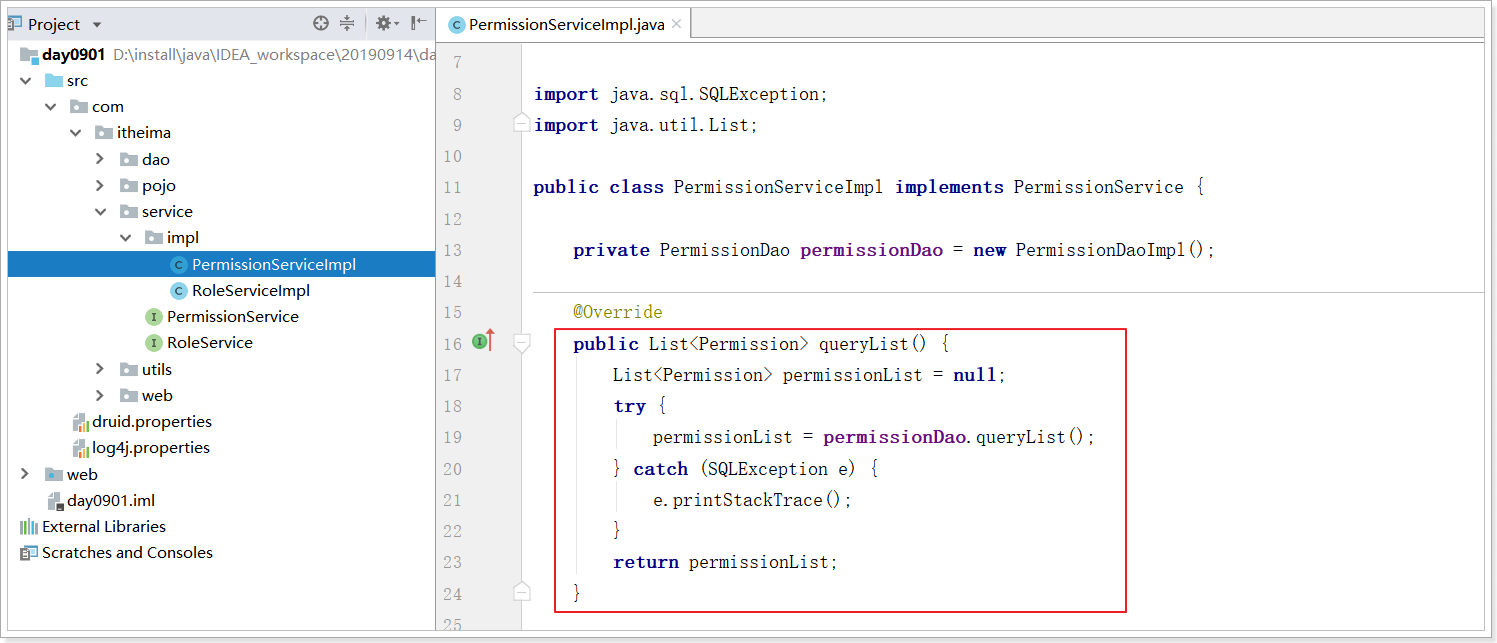 Project
day0901 D:\install\java\IDEA_workspace\20190914\da
src
com
itheima
dao
pojo
service
impl
PermissionServiceImpl
RoleServiceImpl
PermissionService
RoleService
utils
web
druid.properties
log4j.properties
web
day0901.iml
External Libraries
Scratches and Consoles
PermissionServiceImpl.java
7
8 import java.sql.SQLException;
9 import java.util.List;
10
11 public class PermissionServiceImpl implements PermissionService {
12
13 private PermissionDao permissionDao = new PermissionDaoImpl();
14
15 @Override
16 public List<Permission> queryList() {
17 List<Permission> permissionList = null;
18 try {
19 permissionList = permissionDao.queryList();
20 } catch (SQLException e) {
21 e.printStackTrace();
22 }
23 return permissionList;
24 }
25